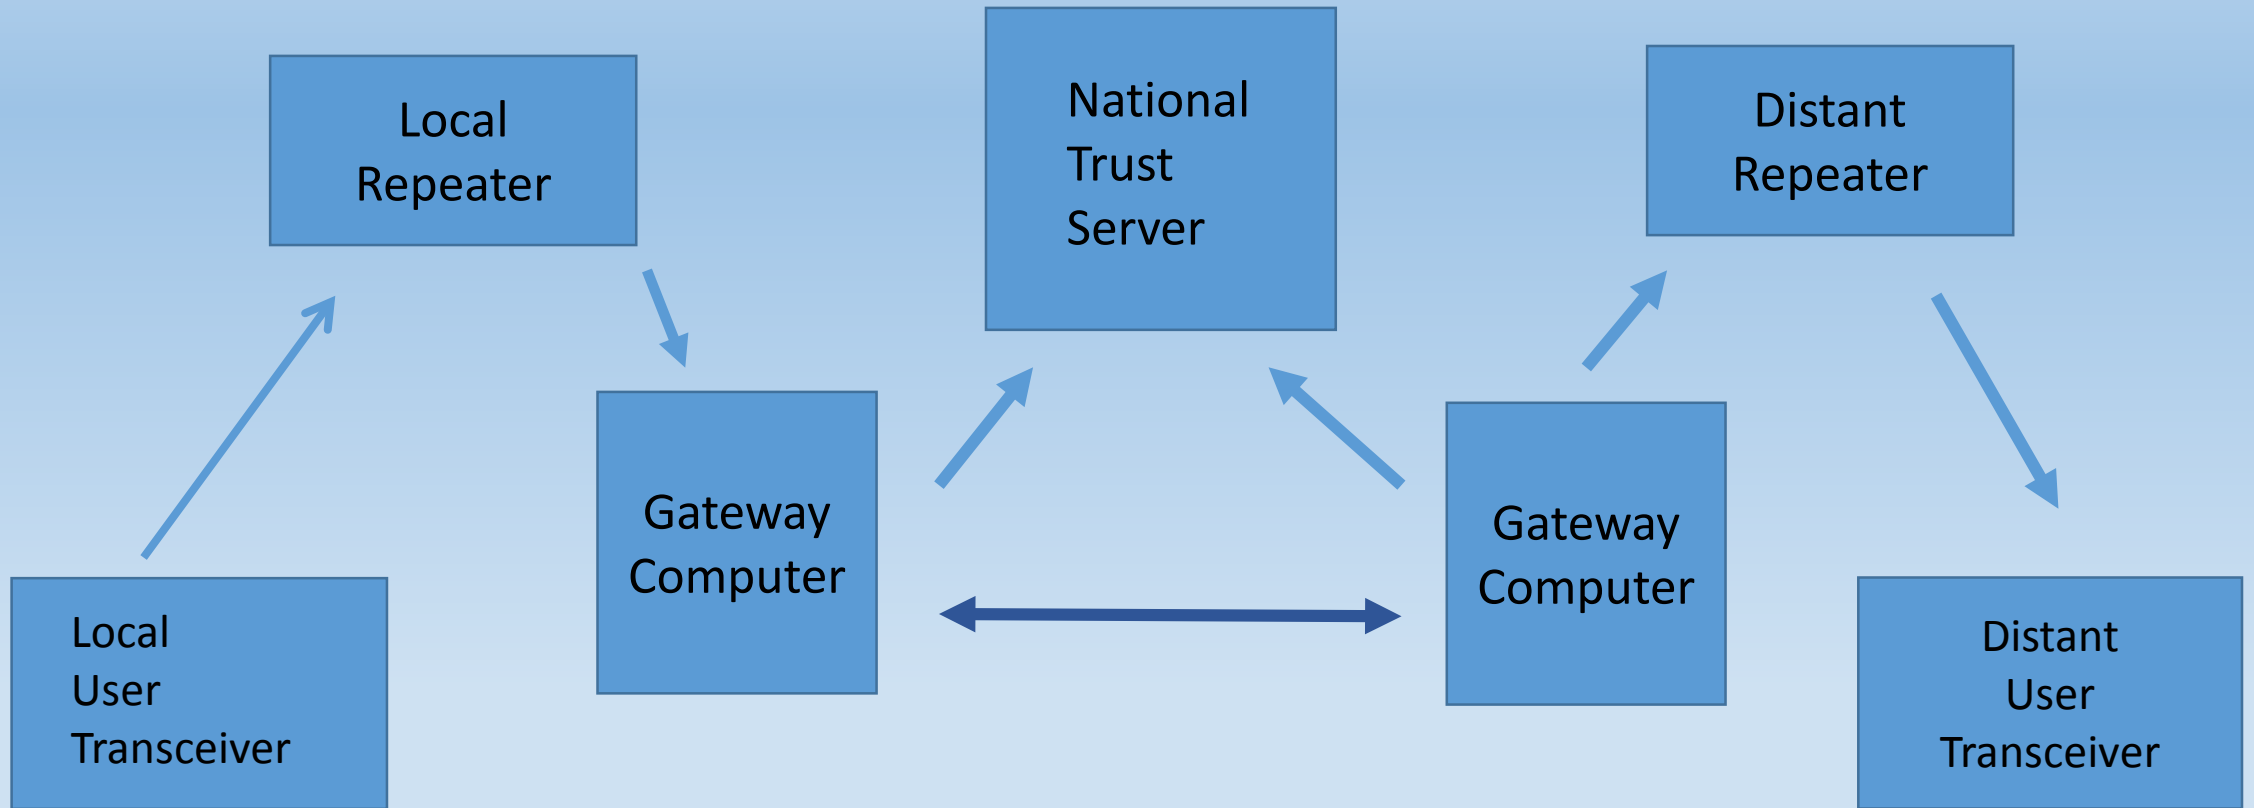 Local
Repeater
National
Trust
Server
Distant
Repeater
Gateway
Computer
Gateway
Computer
Local
User
Transceiver
Distant
User
Transceiver